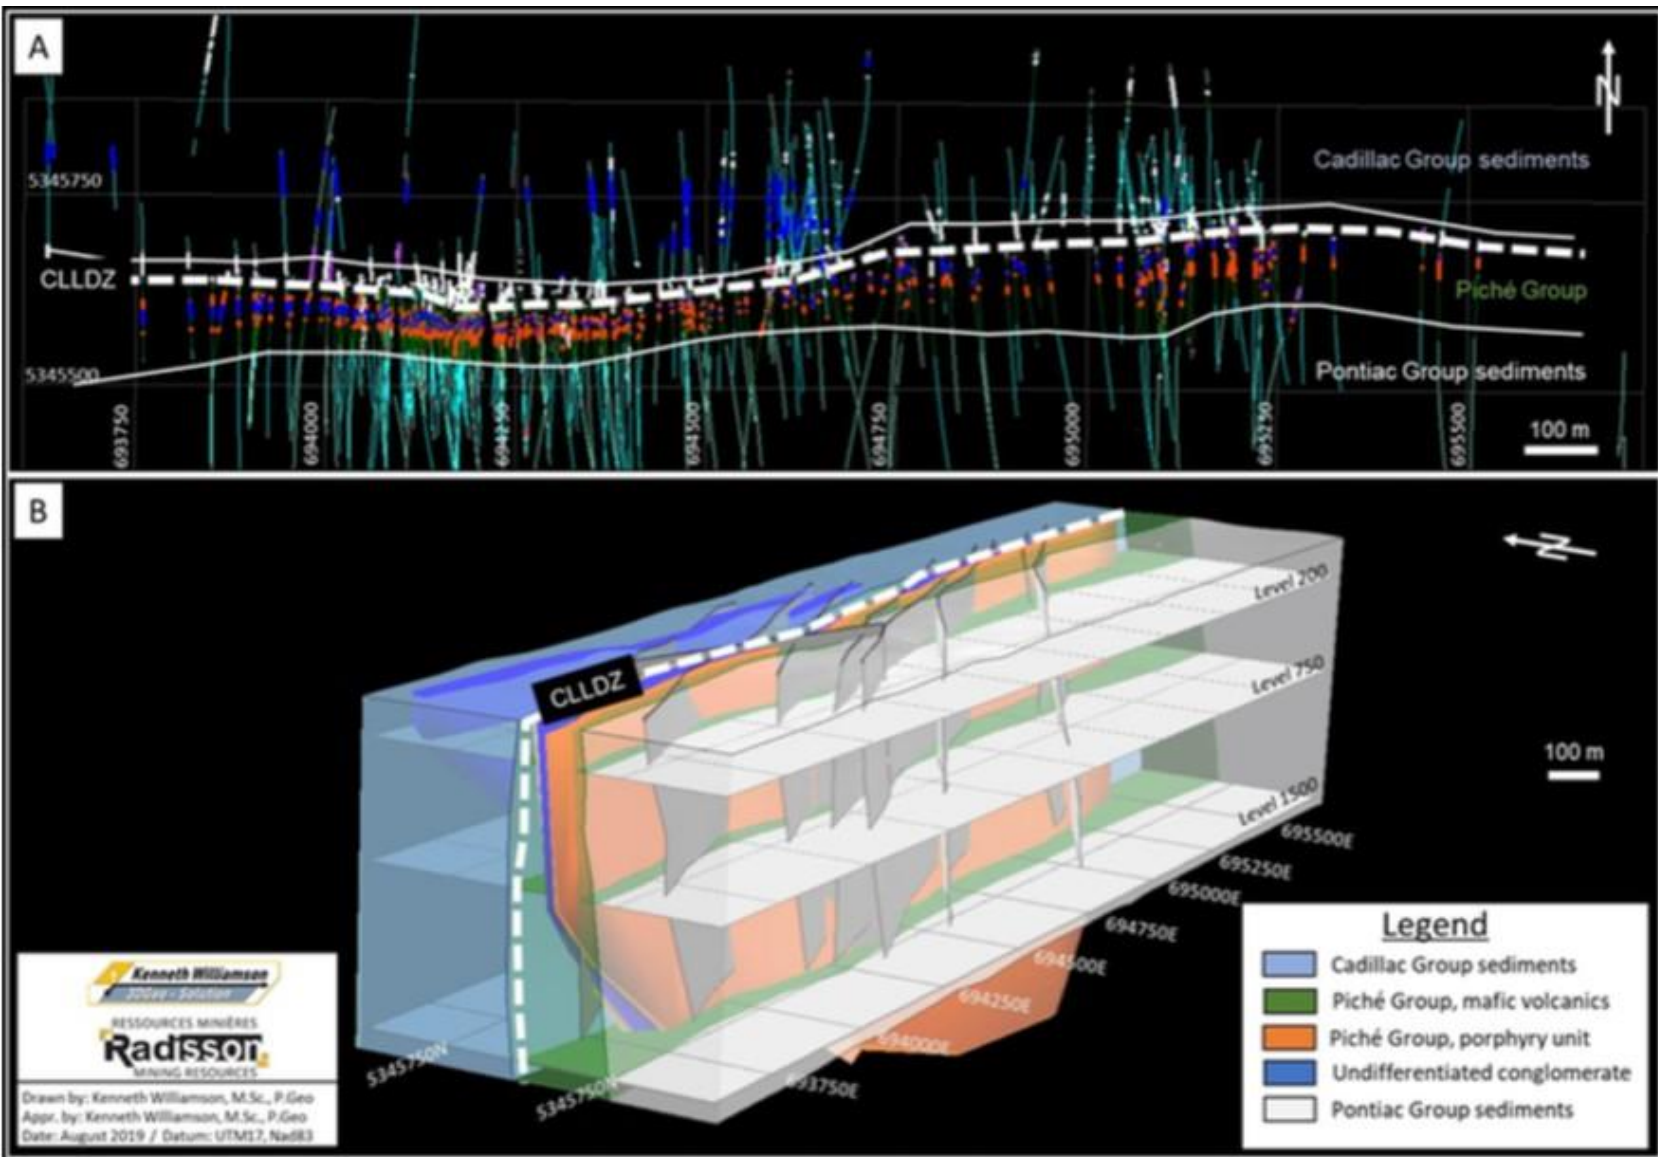 A
N
Cadillac Group sediments
5345750
CLLDZ
Piché Group
Pontiac Group sediments
5345500
693750
694000
694250
694500
694750
695000
695250
695500
100 m
B
N
Level 200
CLLDZ
Level 750
100 m
Level 1500
695500E
695250E
695000E
694750E
694500E
694250E
694000E
693750E
5345750N
5345750N
Legend
Cadillac Group sediments
Piché Group, mafic volcanics
Piché Group, porphyry unit
Undifferentiated conglomerate
Pontiac Group sediments
Kenneth Williamson
3DGeo - Solution
RESSOURCES MINIÈRES
Radisson
MINING RESOURCES
Drawn by: Kenneth Williamson, M.Sc., P.Geo
Appr. by: Kenneth Williamson, M.Sc., P.Geo
Date: August 2019 / Datum: UTM17, Nad83